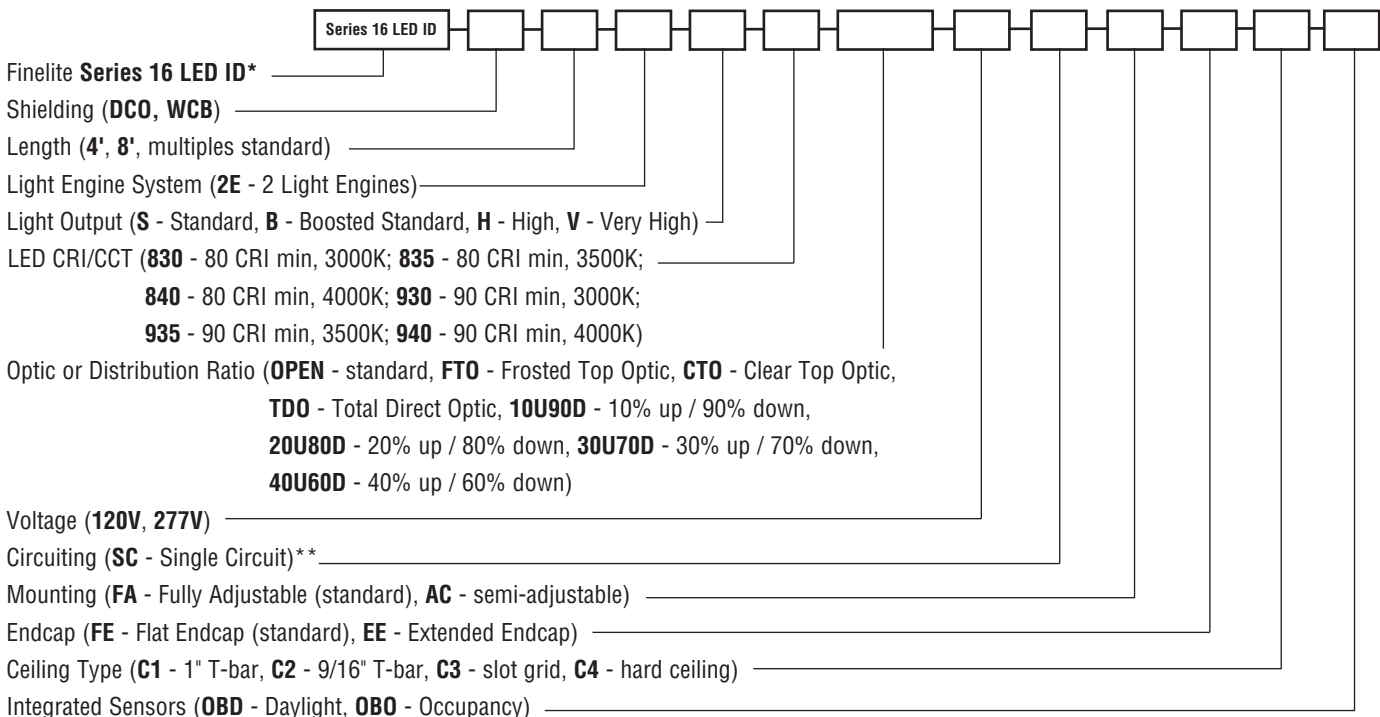 Series 16 LED ID
Finelite Series 16 LED ID*
Shielding (DCO, WCB)
Length (4', 8', multiples standard)
Light Engine System (2E - 2 Light Engines)
Light Output (S - Standard, B - Boosted Standard, H - High, V - Very High)
LED CRI/CCT (830 - 80 CRI min, 3000K; 835 - 80 CRI min, 3500K;
840 - 80 CRI min, 4000K; 930 - 90 CRI min, 3000K;
935 - 90 CRI min, 3500K; 940 - 90 CRI min, 4000K)
Optic or Distribution Ratio (OPEN - standard, FTO - Frosted Top Optic, CTO - Clear Top Optic,
TDO - Total Direct Optic, 10U90D - 10% up / 90% down,
20U80D - 20% up / 80% down, 30U70D - 30% up / 70% down,
40U60D - 40% up / 60% down)
Voltage (120V, 277V)
Circuiting (SC - Single Circuit)**
Mounting (FA - Fully Adjustable (standard), AC - semi-adjustable)
Endcap (FE - Flat Endcap (standard), EE - Extended Endcap)
Ceiling Type (C1 - 1" T-bar, C2 - 9/16" T-bar, C3 - slot grid, C4 - hard ceiling)
Integrated Sensors (OBD - Daylight, OBO - Occupancy)